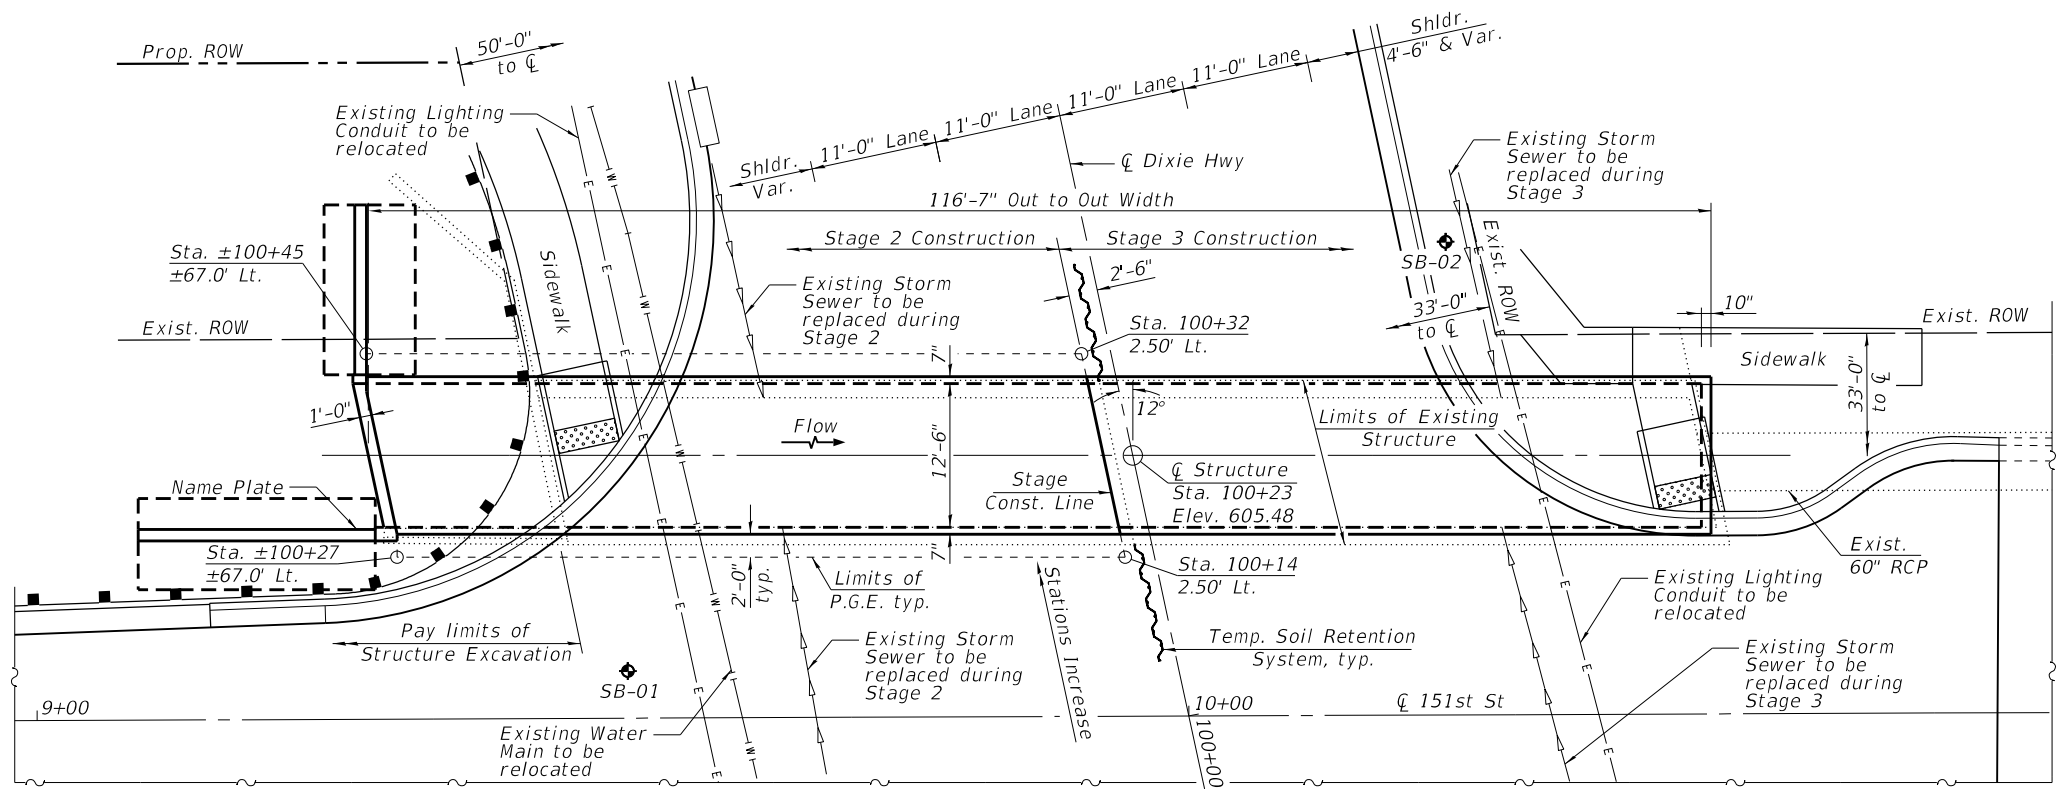 Prop. ROW
50'-0"
to ℄
Existing Lighting
Conduit to be
relocated
Shldr.
Var.
11'-0" Lane
11'-0" Lane
11'-0" Lane
11'-0" Lane
Shldr.
4'-6" & Var.
℄ Dixie Hwy
Existing Storm
Sewer to be
replaced during
Stage 3
116'-7" Out to Out Width
Stage 2 Construction
Stage 3 Construction
Sta. ±100+45
±67.0' Lt.
Sidewalk
Exist. ROW
Existing Storm
Sewer to be
replaced during
Stage 2
2'-6"
Sta. 100+32
2.50' Lt.
SB-02
Exist. ROW
33'-0"
to ℄
10"
Exist. ROW
Sidewalk
33'-0"
to ℄
7"
1'-0"
12°
Flow
Limits of Existing
Structure
12'-6"
Name Plate
Stage
Const. Line
℄ Structure
Sta. 100+23
Elev. 605.48
Sta. ±100+27
±67.0' Lt.
7"
2'-0"
typ.
Limits of
P.G.E. typ.
Sta. 100+14
2.50' Lt.
Exist.
60" RCP
Existing Lighting
Conduit to be
relocated
Pay limits of
Structure Excavation
Existing Storm
Sewer to be
replaced during
Stage 2
Stations Increase
Temp. Soil Retention
System, typ.
Existing Storm
Sewer to be
replaced during
Stage 3
SB-01
9+00
10+00
100+00
℄ 151st St
Existing Water
Main to be
relocated
E
E
E
E
E
E
E
E
E
W
W
W
W
W
E
E
E
E
E
E
E